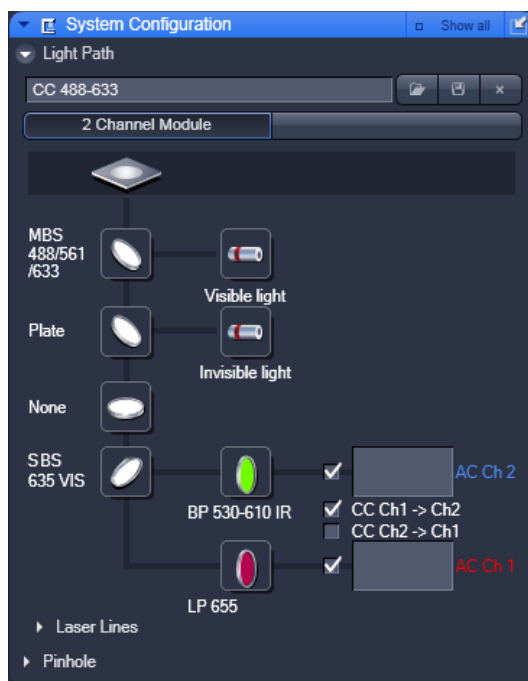 System Configuration
Show all
Light Path
CC 488-633
2 Channel Module
MBS
488/561
/633
Visible light
Plate
Invisible light
None
SBS
635 VIS
BP 530-610 IR
AC Ch 2
CC Ch1 -> Ch2
CC Ch2 -> Ch1
LP 655
AC Ch 1
Laser Lines
Pinhole